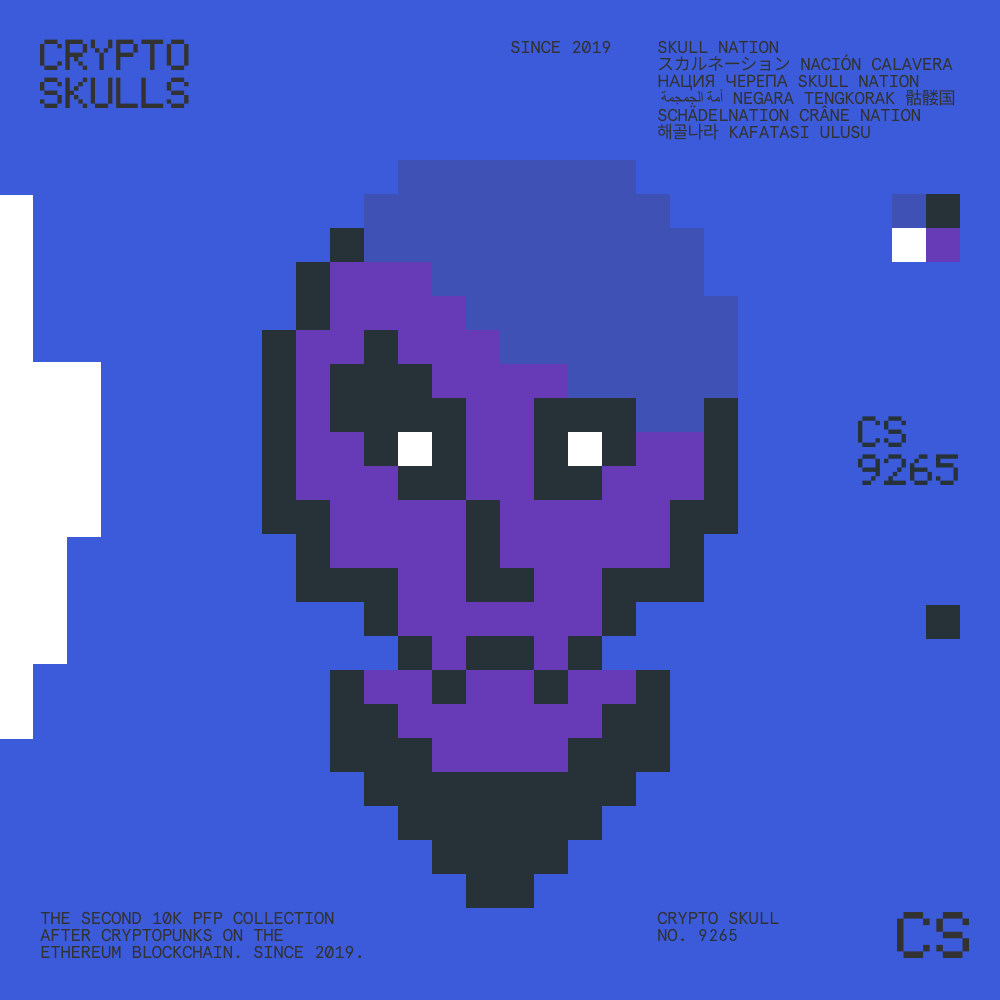 CRYPTO
SKULLS
SINCE 2019
SKULL NATION
スカルネーション NACIÓN CALAVERA
НАЦИЯ ЧЕРЕПА SKULL NATION
أمة الجمجمة NEGARA TENGKORAK 骷髅国
SCHÄDELNATION CRÂNE NATION
해골나라 KAFATASI ULUSU
CS
9265
THE SECOND 10K PFP COLLECTION
AFTER CRYPTOPUNKS ON THE
ETHEREUM BLOCKCHAIN. SINCE 2019.
CRYPTO SKULL
NO. 9265
CS